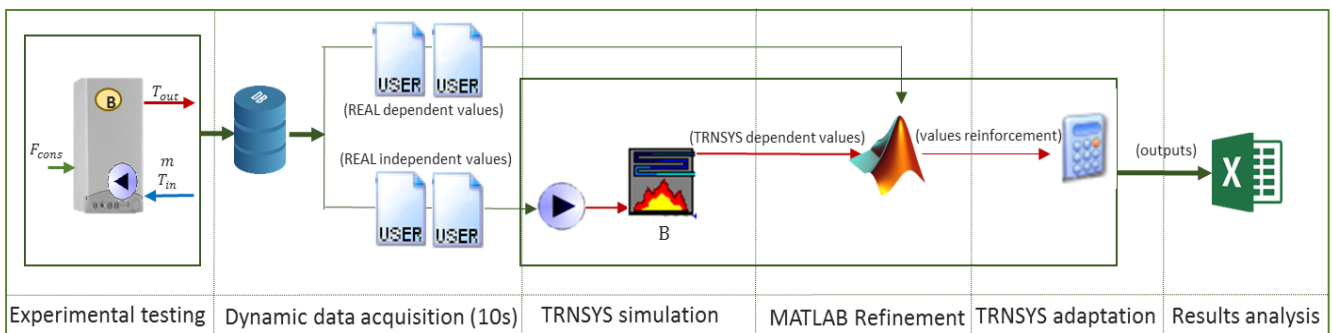 B
T_out
F_cons
m
T_in
DB
USER USER
(REAL dependent values)
(REAL independent values)
USER USER
(TRNSYS dependent values)
B
(values reinforcement)
(outputs)
X
Experimental testing
Dynamic data acquisition (10s)
TRNSYS simulation
MATLAB Refinement
TRNSYS adaptation
Results analysis